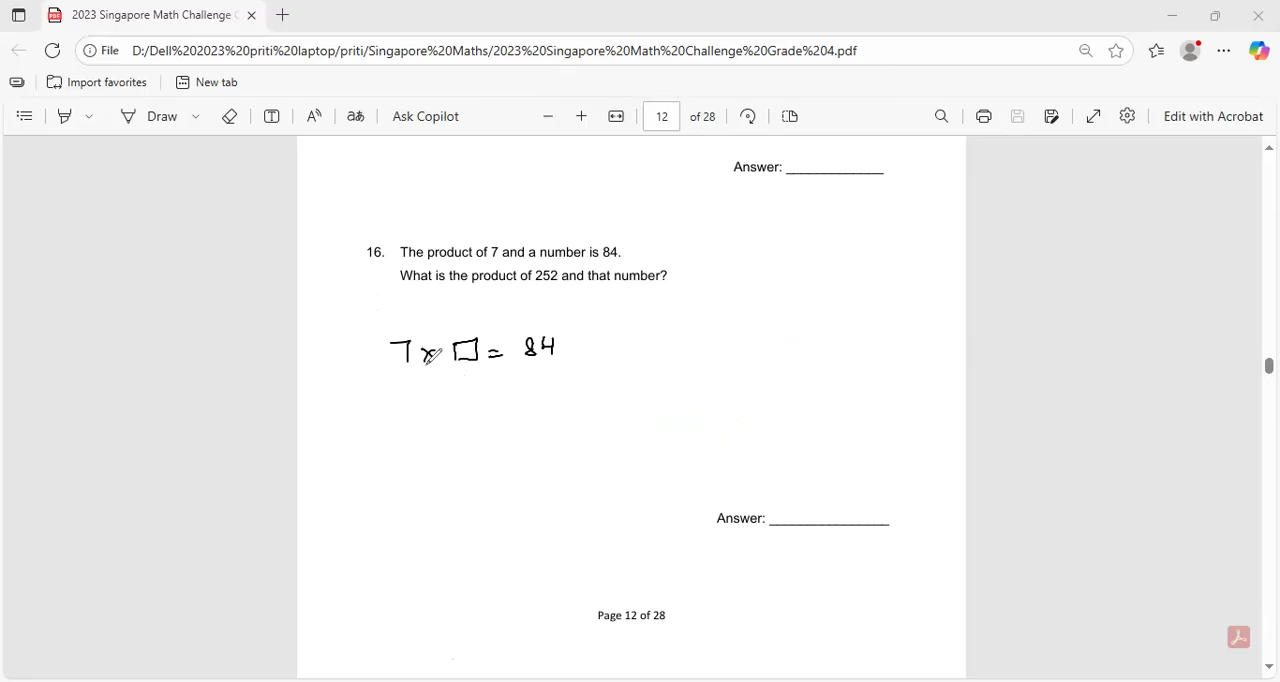 2023 Singapore Math Challenge G
File D:/Dell%202023%20priti%20laptop/priti/Singapore%20Maths/2023%20Singapore%20Math%20Challenge%20Grade%204.pdf
Import favorites New tab
Draw aあ Ask Copilot 12 of 28 Edit with Acrobat
Answer: _____________
16. The product of 7 and a number is 84.
What is the product of 252 and that number?
7 x □ = 84
Answer: ________________
Page 12 of 28